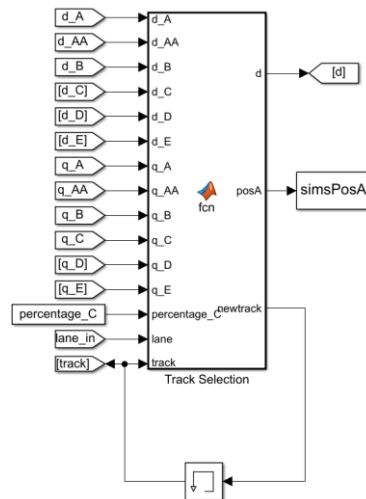 d_A
d_AA
d_B
[d_C]
[d_D]
[d_E]
q_A
q_AA
q_B
q_C
[q_D]
[q_E]
percentage_C
lane_in
[track]
d_A
d_AA
d_B
d_C
d_D
d_E
q_A
q_AA
q_B
q_C
q_D
q_E
percentage_C
lane
track
fcn
d
posA
newtrack
[d]
simsPosA
Track Selection